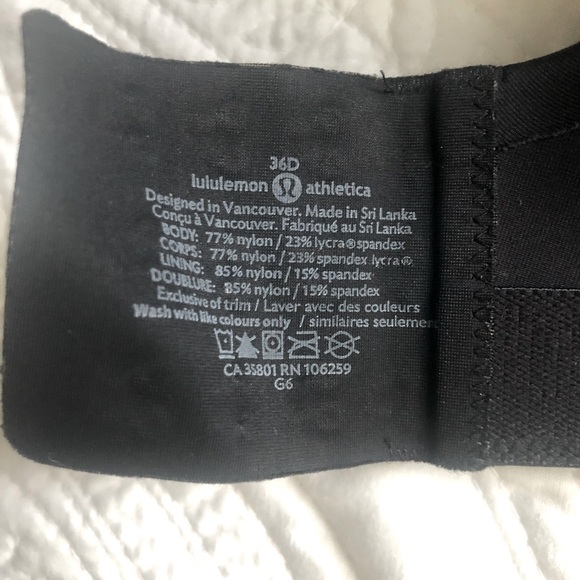 36D
lululemon athletica
Designed in Vancouver. Made in Sri Lanka
Conçu à Vancouver. Fabriqué au Sri Lanka
BODY: 77% nylon / 23% lycra® spandex
CORPS: 77% nylon / 23% spandex lycra®
LINING: 85% nylon / 15% spandex
DOUBLURE: 85% nylon / 15% spandex
Exclusive of trim / Laver avec des couleurs
Wash with like colours only / similaires seulement
CA 35801 RN 106259
G6